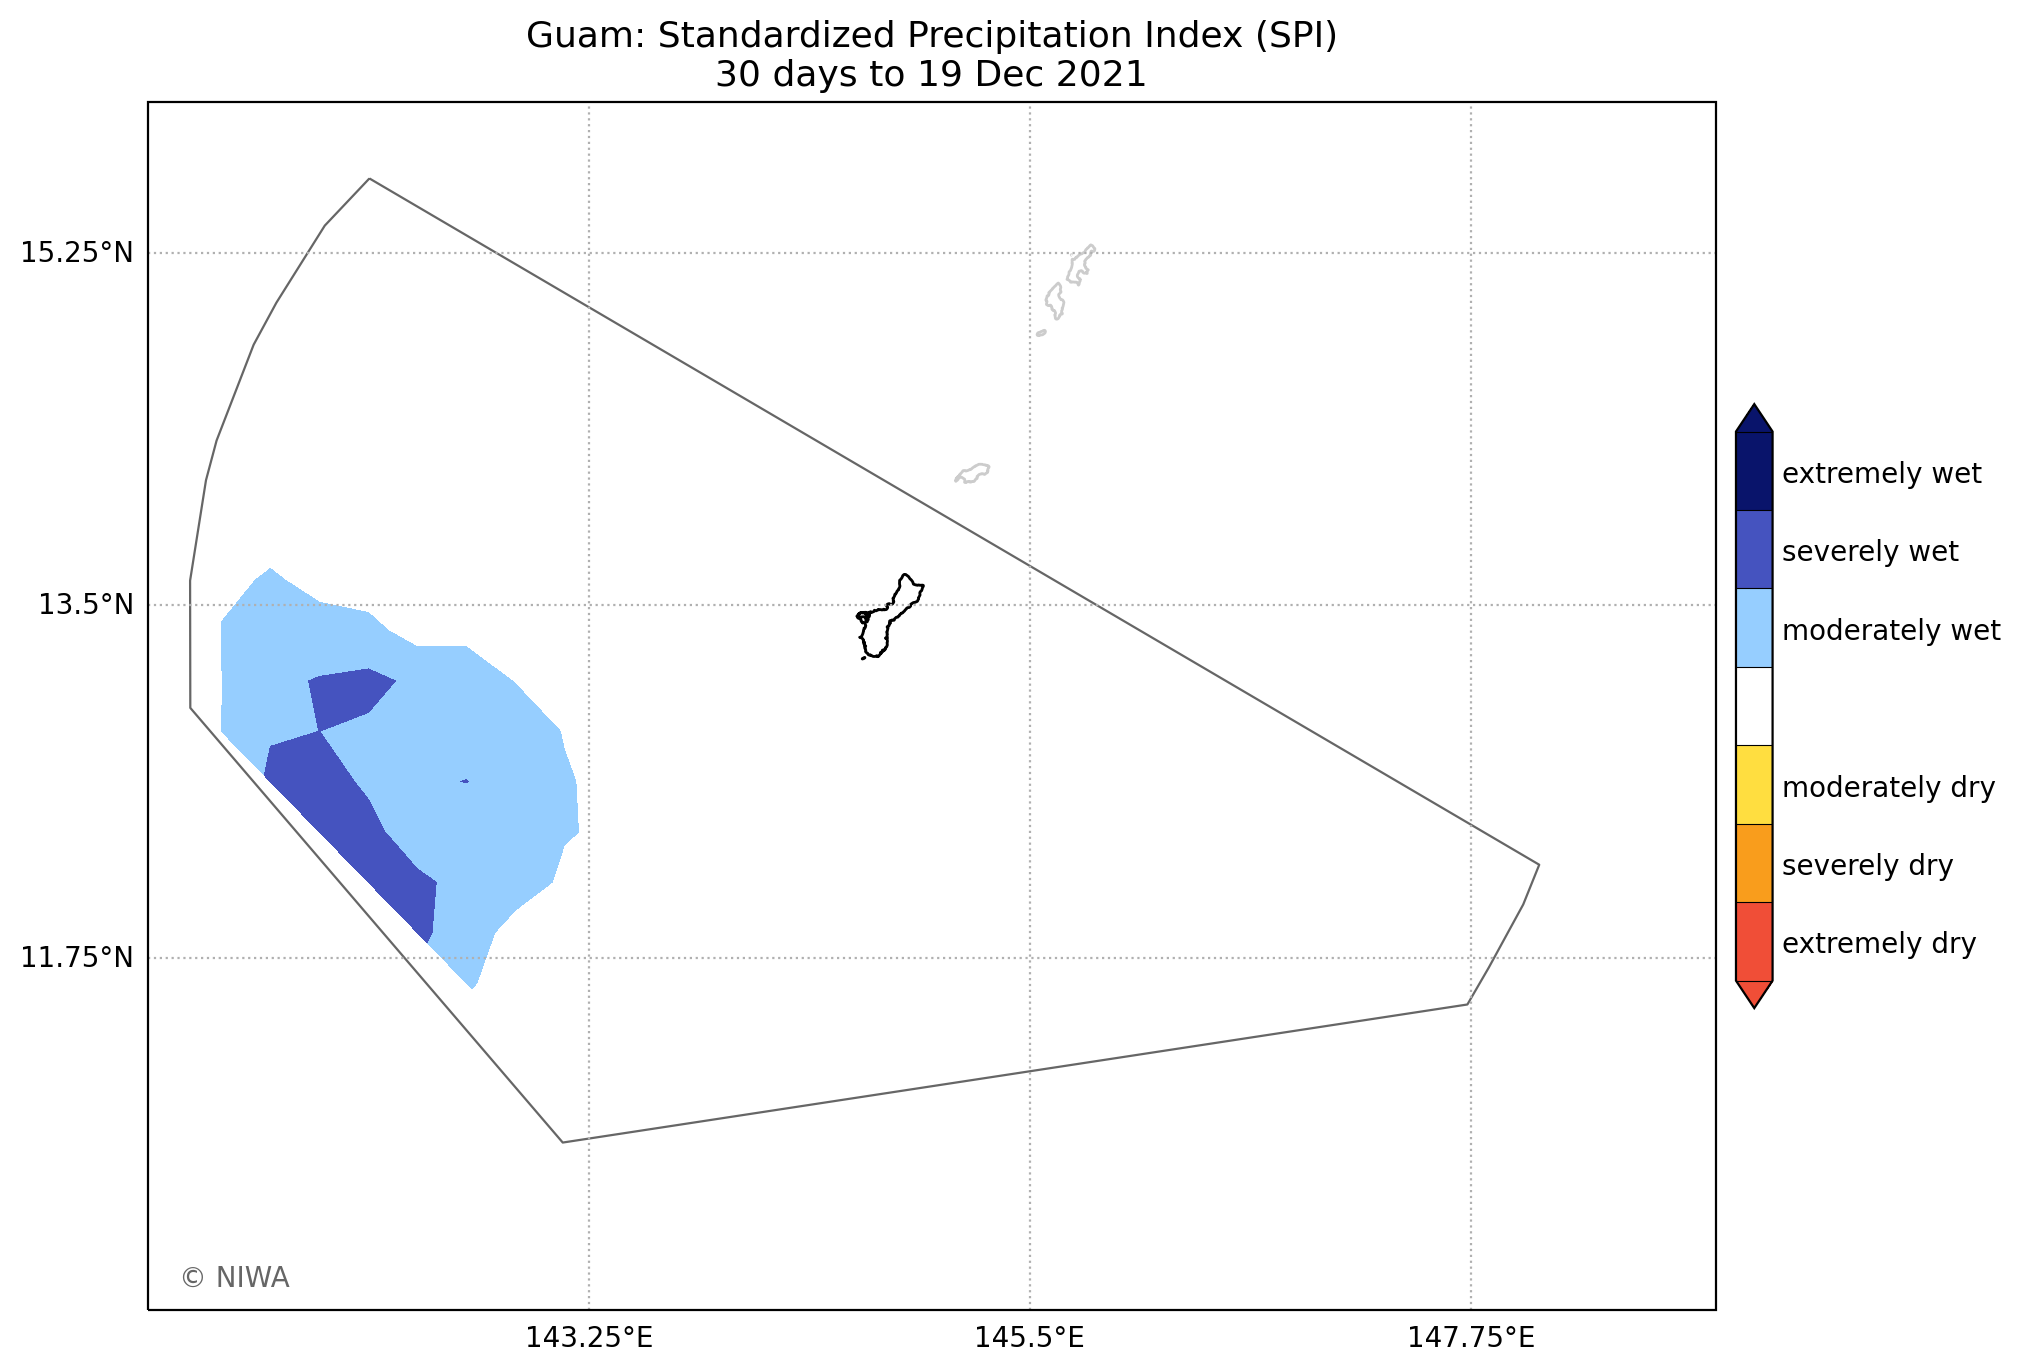 Guam: Standardized Precipitation Index (SPI)
30 days to 19 Dec 2021
15.25°N
13.5°N
11.75°N
143.25°E
145.5°E
147.75°E
extremely wet
severely wet
moderately wet
moderately dry
severely dry
extremely dry
© NIWA